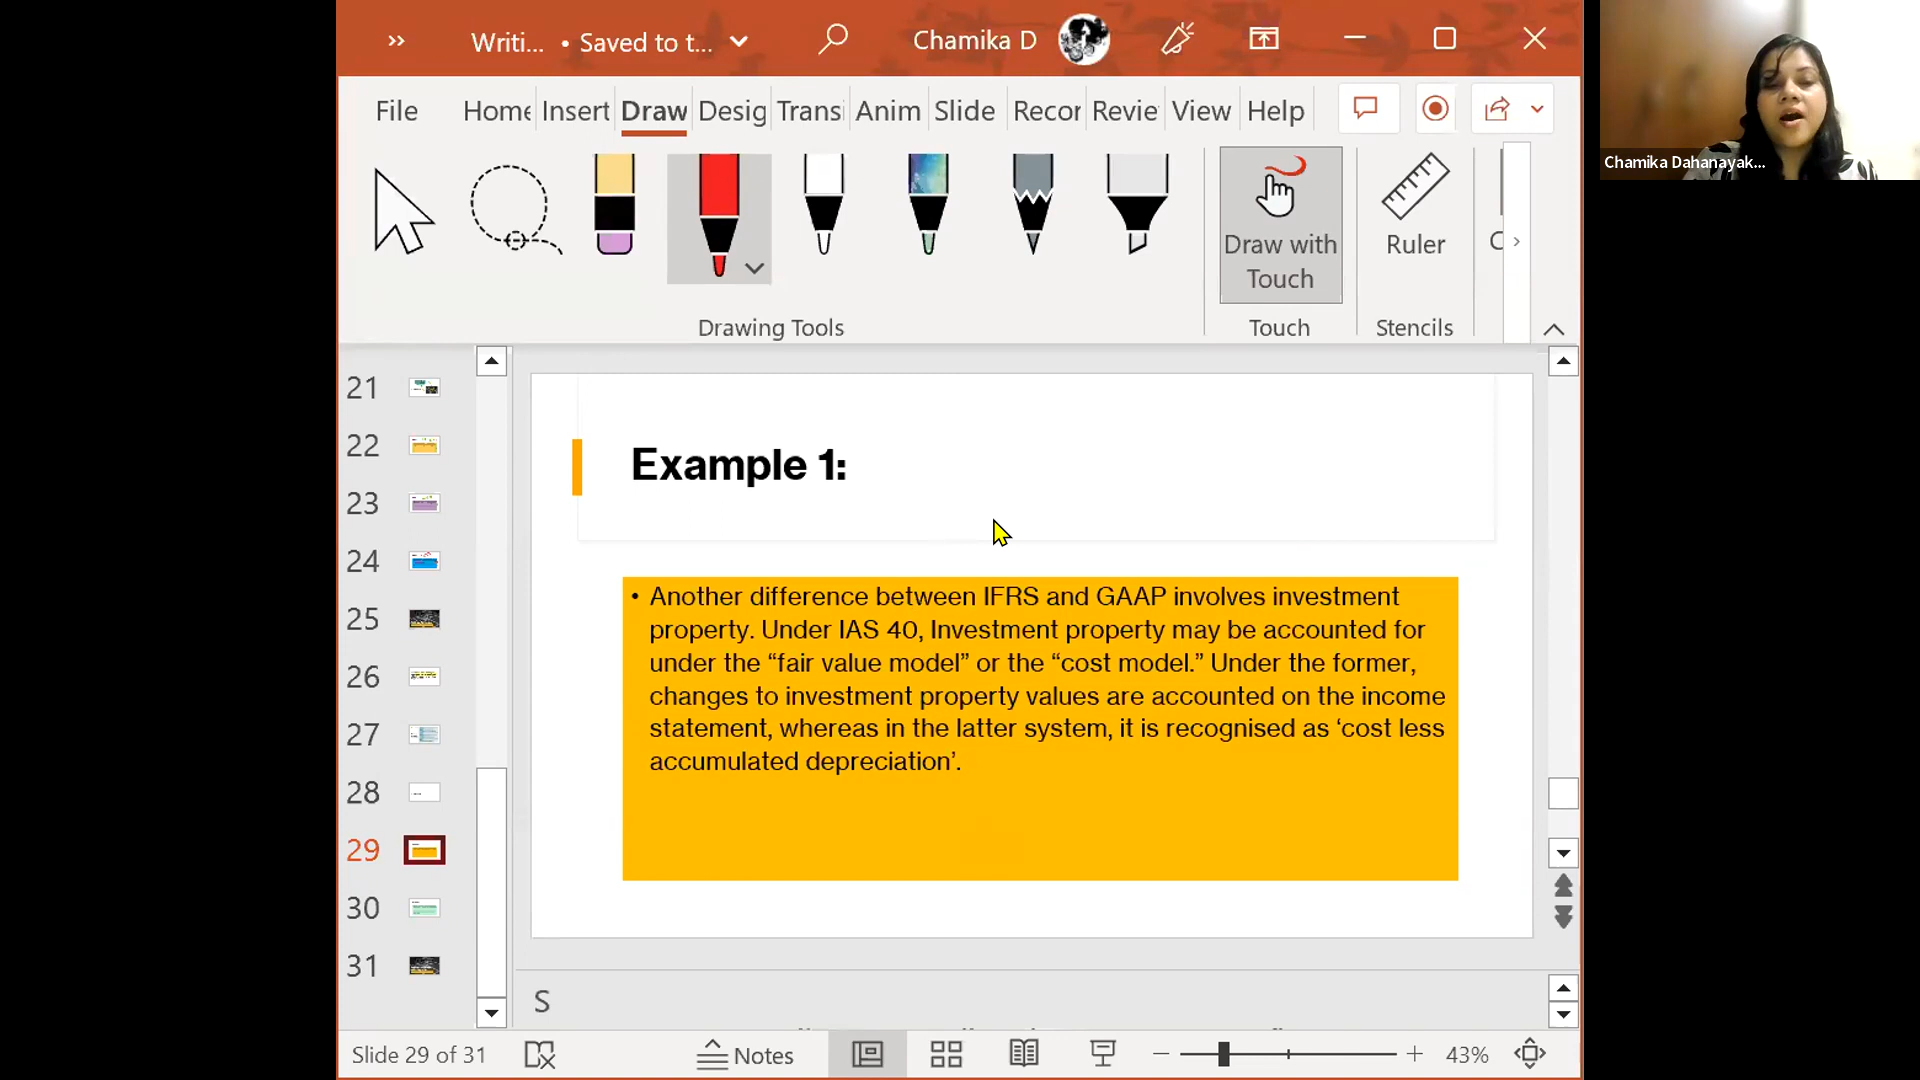 Writi... • Saved to t...
Chamika D
File
Home
Insert
Draw
Desig
Transi
Anim
Slide
Recor
Revie
View
Help
Draw with
Touch
Ruler
Drawing Tools
Touch
Stencils
Chamika Dahanayak...
21
22
23
24
25
26
27
28
29
30
31
Example 1:
• Another difference between IFRS and GAAP involves investment
property. Under IAS 40, Investment property may be accounted for
under the “fair value model” or the “cost model.” Under the former,
changes to investment property values are accounted on the income
statement, whereas in the latter system, it is recognised as ‘cost less
accumulated depreciation’.
S
Slide 29 of 31
Notes
43%